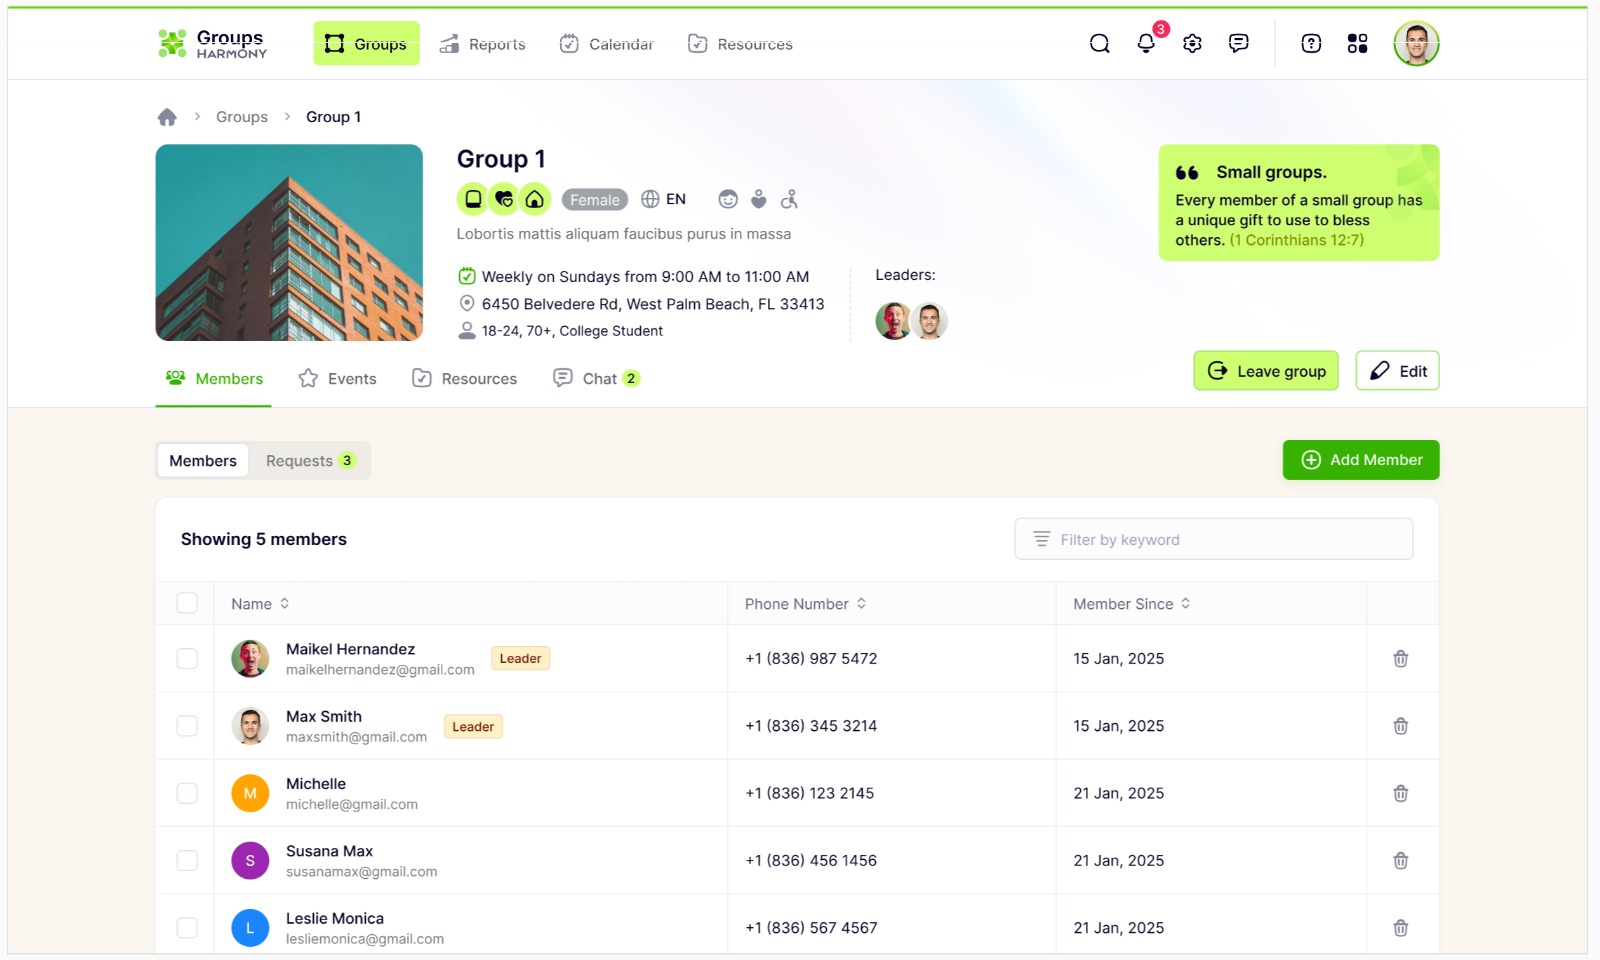 Groups
HARMONY
Groups
Reports
Calendar
Resources
3
Groups
Group 1
Group 1
Female
EN
Lobortis mattis aliquam faucibus purus in massa
Weekly on Sundays from 9:00 AM to 11:00 AM
6450 Belvedere Rd, West Palm Beach, FL 33413
18-24, 70+, College Student
Leaders:
Small groups.
Every member of a small group has
a unique gift to use to bless
others. (1 Corinthians 12:7)
Members
Events
Resources
Chat 2
Leave group
Edit
Members
Requests 3
Add Member
Showing 5 members
Filter by keyword
Name
Phone Number
Member Since
Maikel Hernandez
maikelhernandez@gmail.com
Leader
+1 (836) 987 5472
15 Jan, 2025
Max Smith
maxsmith@gmail.com
Leader
+1 (836) 345 3214
15 Jan, 2025
M
Michelle
michelle@gmail.com
+1 (836) 123 2145
21 Jan, 2025
S
Susana Max
susanamax@gmail.com
+1 (836) 456 1456
21 Jan, 2025
L
Leslie Monica
lesliemonica@gmail.com
+1 (836) 567 4567
21 Jan, 2025